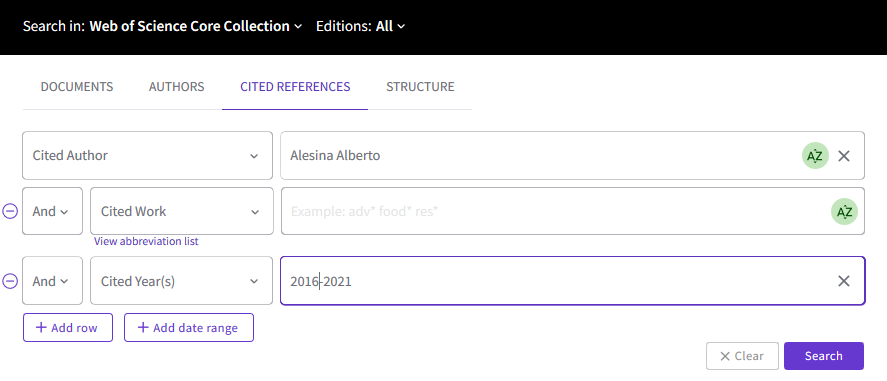 Search in: Web of Science Core Collection Editions: All
DOCUMENTS AUTHORS CITED REFERENCES STRUCTURE
Cited Author Alesina Alberto AZ
And Cited Work Example: adv* food* res* AZ
View abbreviation list
And Cited Year(s) 2016-2021
+ Add row + Add date range
× Clear Search